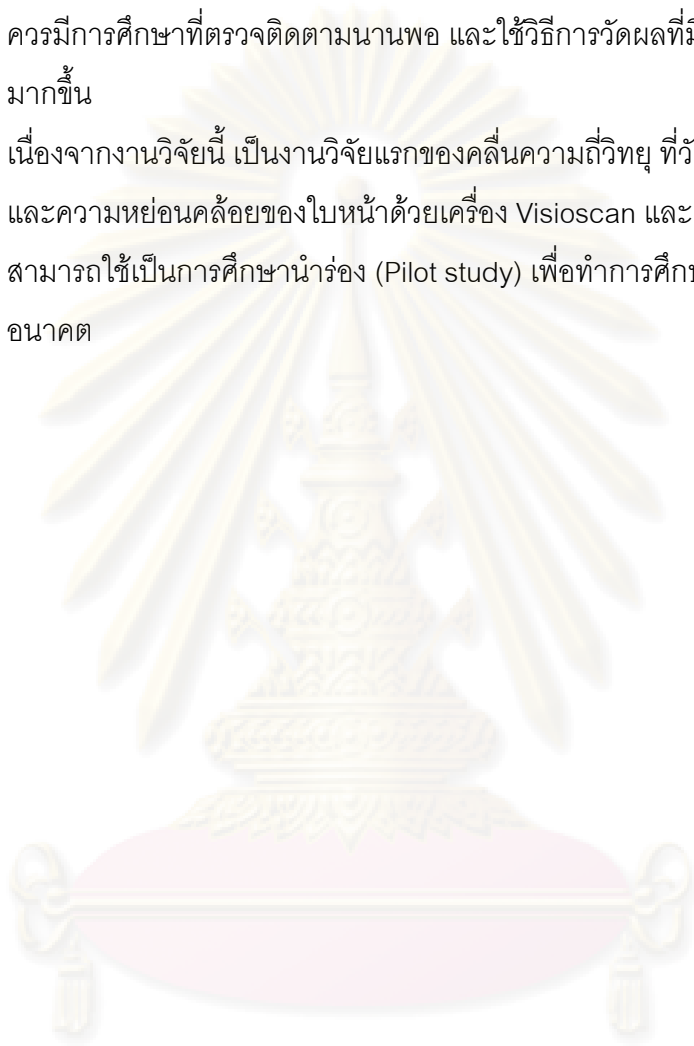 ควรมีการศึกษาที่ตรวจติดตามนานพอ และใช้วิธีการวัดผลที่มี
มากขึ้น
เนื่องจากงานวิจัยนี้ เป็นงานวิจัยแรกของคลื่นความถี่วิทยุ
และความหย่อนคล้อยของใบหน้าด้วยเครื่อง Visioscan และ
สามารถใช้เป็นการศึกษานำร่อง (Pilot study) เพื่อทำการ
อนาคต